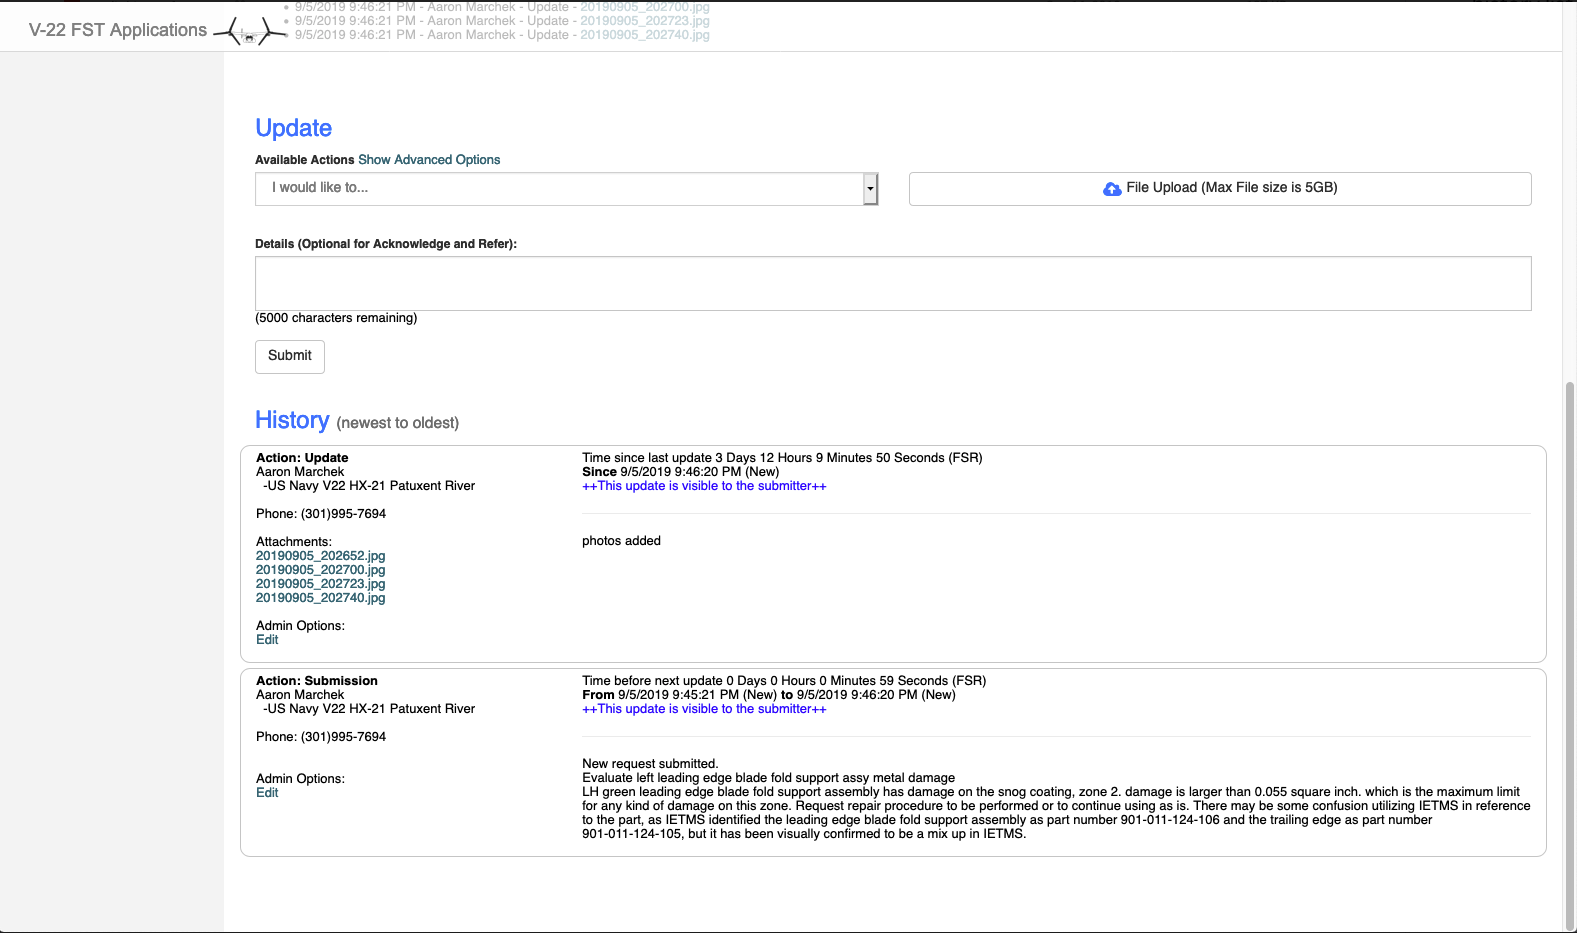 9/5/2019 9:46:21 PM - Aaron Marchek - Update - 20190905_202700.jpg
9/5/2019 9:46:21 PM - Aaron Marchek - Update - 20190905_202723.jpg
V-22 FST Applications
9/5/2019 9:46:21 PM - Aaron Marchek - Update - 20190905_202740.jpg
Update
Available Actions Show Advanced Options
I would like to...
File Upload (Max File size is 5GB)
Details (Optional for Acknowledge and Refer):
(5000 characters remaining)
Submit
History (newest to oldest)
Action: Update
Aaron Marchek
-US Navy V22 HX-21 Patuxent River
Phone: (301)995-7694
Attachments:
20190905_202652.jpg
20190905_202700.jpg
20190905_202723.jpg
20190905_202740.jpg
Admin Options:
Edit
Time since last update 3 Days 12 Hours 9 Minutes 50 Seconds (FSR)
Since 9/5/2019 9:46:20 PM (New)
++This update is visible to the submitter++
photos added
Action: Submission
Aaron Marchek
-US Navy V22 HX-21 Patuxent River
Phone: (301)995-7694
Admin Options:
Edit
Time before next update 0 Days 0 Hours 0 Minutes 59 Seconds (FSR)
From 9/5/2019 9:45:21 PM (New) to 9/5/2019 9:46:20 PM (New)
++This update is visible to the submitter++
New request submitted.
Evaluate left leading edge blade fold support assy metal damage
LH green leading edge blade fold support assembly has damage on the snog coating, zone 2. damage is larger than 0.055 square inch. which is the maximum limit
for any kind of damage on this zone. Request repair procedure to be performed or to continue using as is. There may be some confusion utilizing IETMS in reference
to the part, as IETMS identified the leading edge blade fold support assembly as part number 901-011-124-106 and the trailing edge as part number
901-011-124-105, but it has been visually confirmed to be a mix up in IETMS.